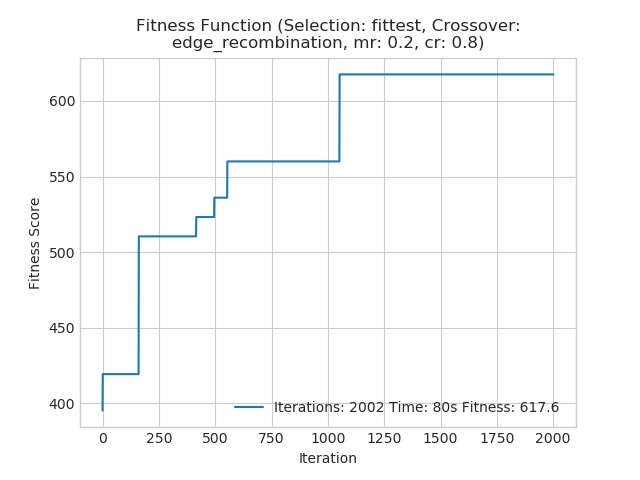 Fitness Function (Selection: fittest, Crossover:
edge_recombination, mr: 0.2, cr: 0.8)
Fitness Score
600
550
500
450
400
Iterations: 2002 Time: 80s Fitness: 617.6
0 250 500 750 1000 1250 1500 1750 2000
Iteration